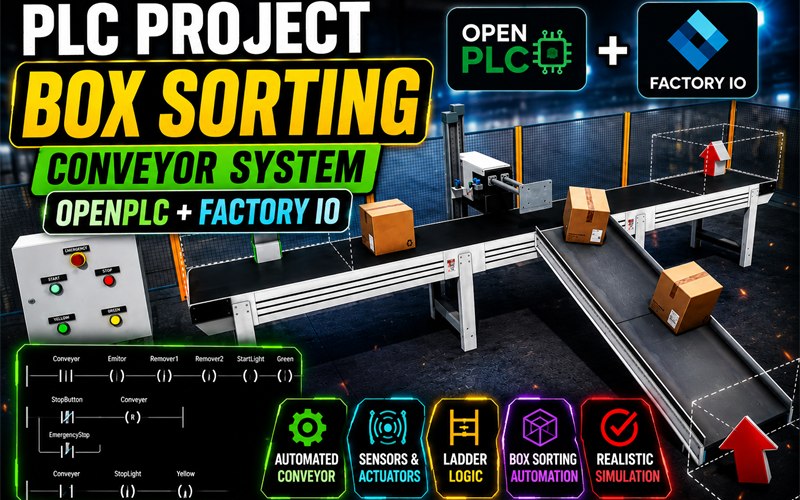 PLC PROJECT
BOX SORTING
CONVEYOR SYSTEM
OPENPLC + FACTORY IO
OPEN
PLC
+
FACTORY IO
EMERGENCY
START
STOP
YELLOW
GREEN
Conveyor Emitor Remover1 Remover2 StartLight Green
StopButton Conveyer
(R)
EmergencyStop
Conveyer StopLight Yellow
AUTOMATED
CONVEYOR
SENSORS &
ACTUATORS
LADDER
LOGIC
BOX SORTING
AUTOMATION
REALISTIC
SIMULATION